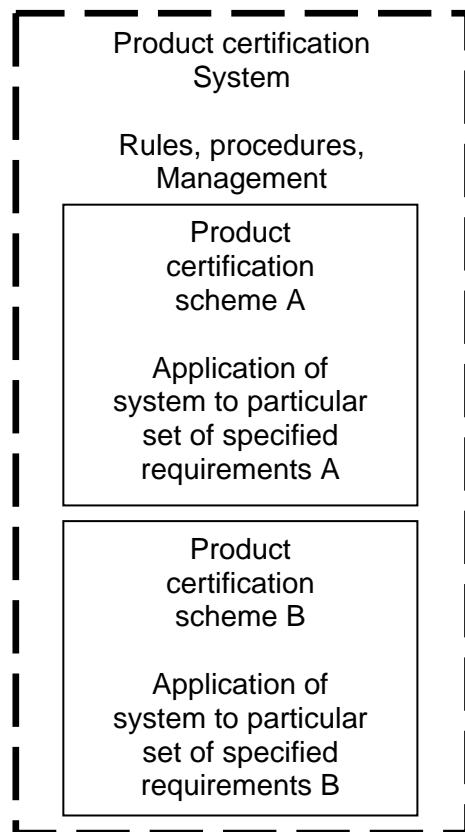 Product certification
System
Rules, procedures,
Management
Product
certification
scheme A
Application of
system to particular
set of specified
requirements A
Product
certification
scheme B
Application of
system to particular
set of specified
requirements B